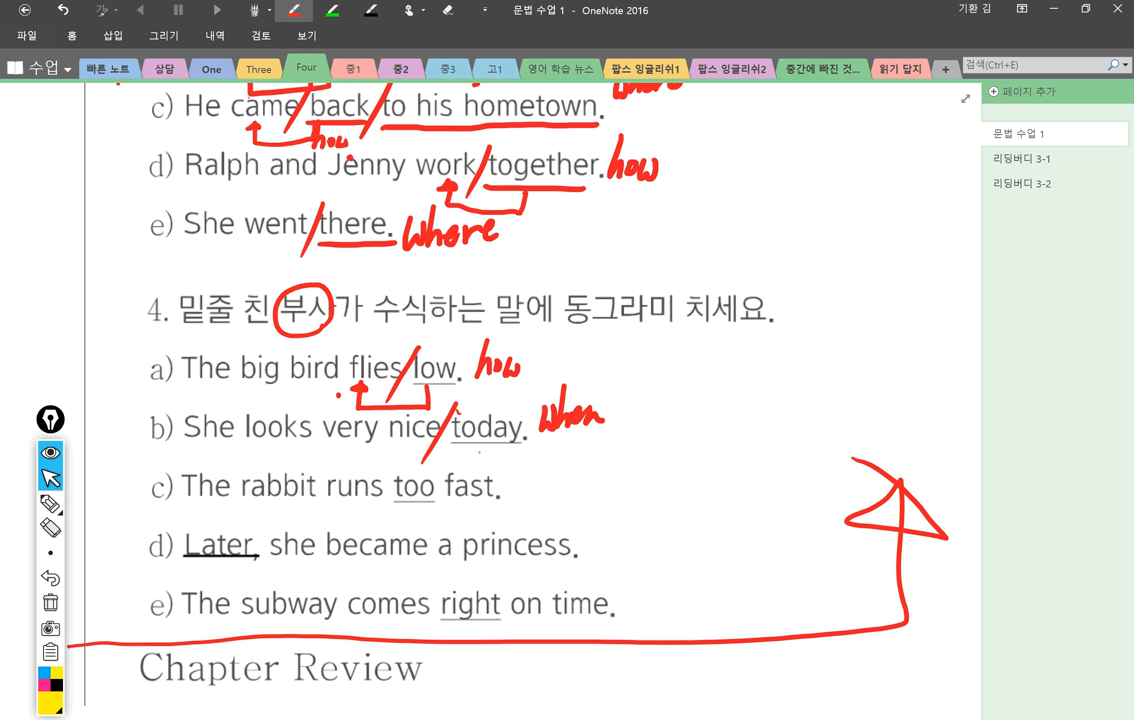 문법 수업 1 - OneNote 2016
기환 김
파일 홈 삽입 그리기 내역 검토 보기
수업 빠른 노트 상담 One Three Four 중1 중2 중3 고1 영어 학습 뉴스 팝스 잉글리쉬1 팝스 잉글리쉬2 중간에 빠진 것... 읽기 답지 + 검색(Ctrl+E)
페이지 추가
문법 수업 1
리딩버디 3-1
리딩버디 3-2
c) He came back to his hometown. where
how
d) Ralph and Jenny work together. how
e) She went there. where
4. 밑줄 친 부사가 수식하는 말에 동그라미 치세요.
a) The big bird flies low. how
b) She looks very nice today. when
c) The rabbit runs too fast.
d) Later, she became a princess.
e) The subway comes right on time.
Chapter Review